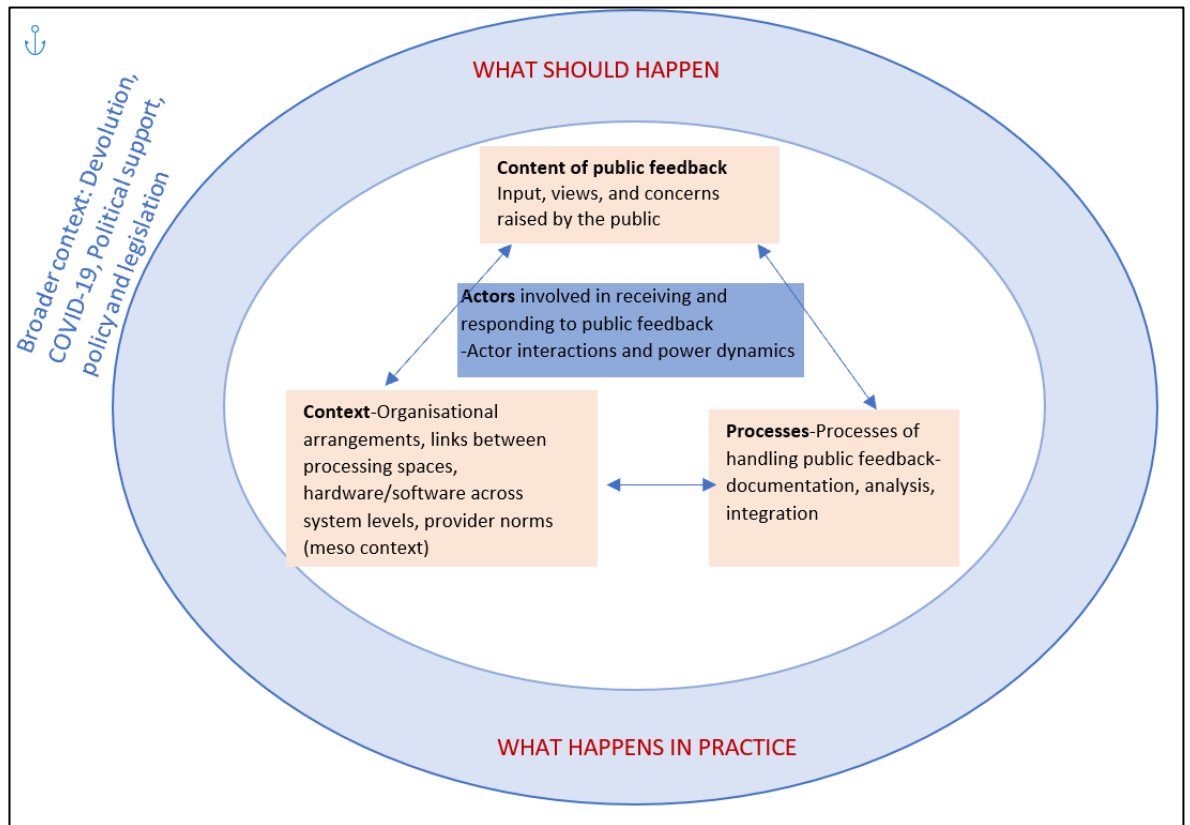 Broader context: Devolution,
COVID-19, Political support,
policy and legislation
WHAT SHOULD HAPPEN
Content of public feedback
Input, views, and concerns
raised by the public
Actors involved in receiving and
responding to public feedback
-Actor interactions and power dynamics
Context-Organisational
arrangements, links between
processing spaces,
hardware/software across
system levels, provider norms
(meso context)
Processes-Processes of
handling public feedback-
documentation, analysis,
integration
WHAT HAPPENS IN PRACTICE